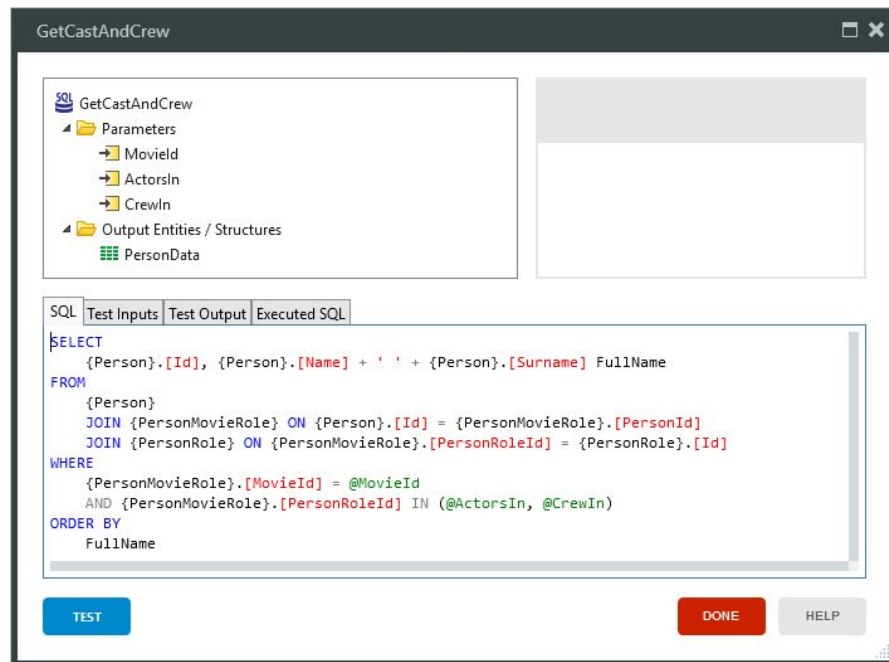 GetCastAndCrew
SQL GetCastAndCrew
Parameters
MovieId
ActorsIn
CrewIn
Output Entities / Structures
PersonData
SQL Test Inputs Test Output Executed SQL
SELECT
{Person}.[Id], {Person}.[Name] + ' ' + {Person}.[Surname] FullName
FROM
{Person}
JOIN {PersonMovieRole} ON {Person}.[Id] = {PersonMovieRole}.[PersonId]
JOIN {PersonRole} ON {PersonMovieRole}.[PersonRoleId] = {PersonRole}.[Id]
WHERE
{PersonMovieRole}.[MovieId] = @MovieId
AND {PersonMovieRole}.[PersonRoleId] IN (@ActorsIn, @CrewIn)
ORDER BY
FullName
TEST DONE HELP